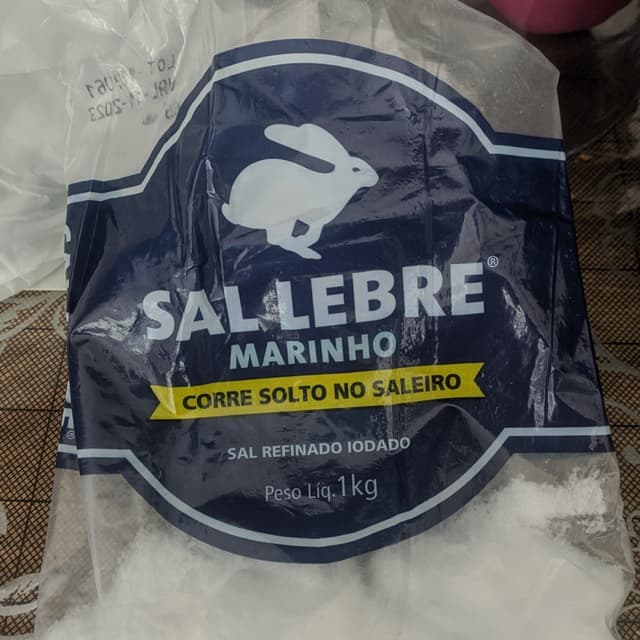 SAL LEBRE®
MARINHO
CORRE SOLTO NO SALEIRO
SAL REFINADO IODADO
Peso Líq. 1kg